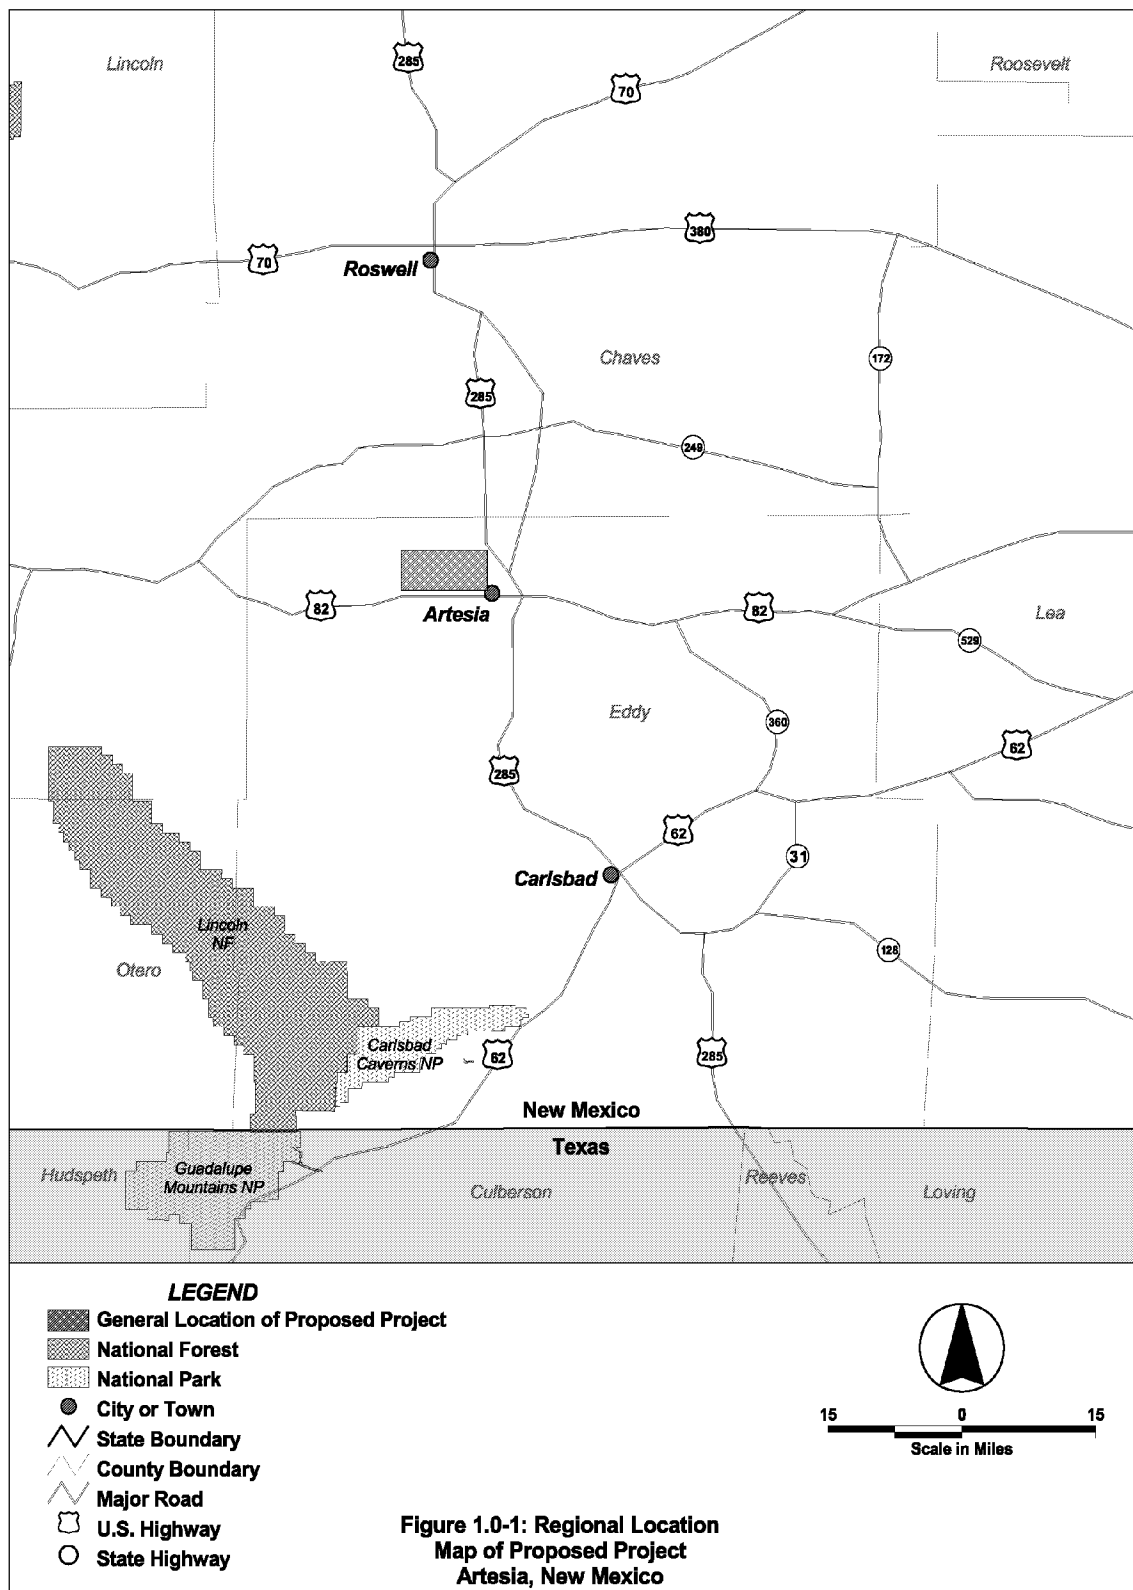 Lincoln
285
70
Roosevelt
70
380
Roswell
Chaves
172
285
249
82
Artesia
82
Lea
529
Eddy
360
62
285
62
31
Carlsbad
Lincoln
NF
Otero
128
Carlsbad
Caverns NP
62
285
New Mexico
Texas
Hudspeth
Guadalupe
Mountains NP
Culberson
Reeves
Loving
LEGEND
General Location of Proposed Project
National Forest
National Park
City or Town
State Boundary
County Boundary
Major Road
U.S. Highway
State Highway
15 0 15
Scale in Miles
Figure 1.0-1: Regional Location
Map of Proposed Project
Artesia, New Mexico